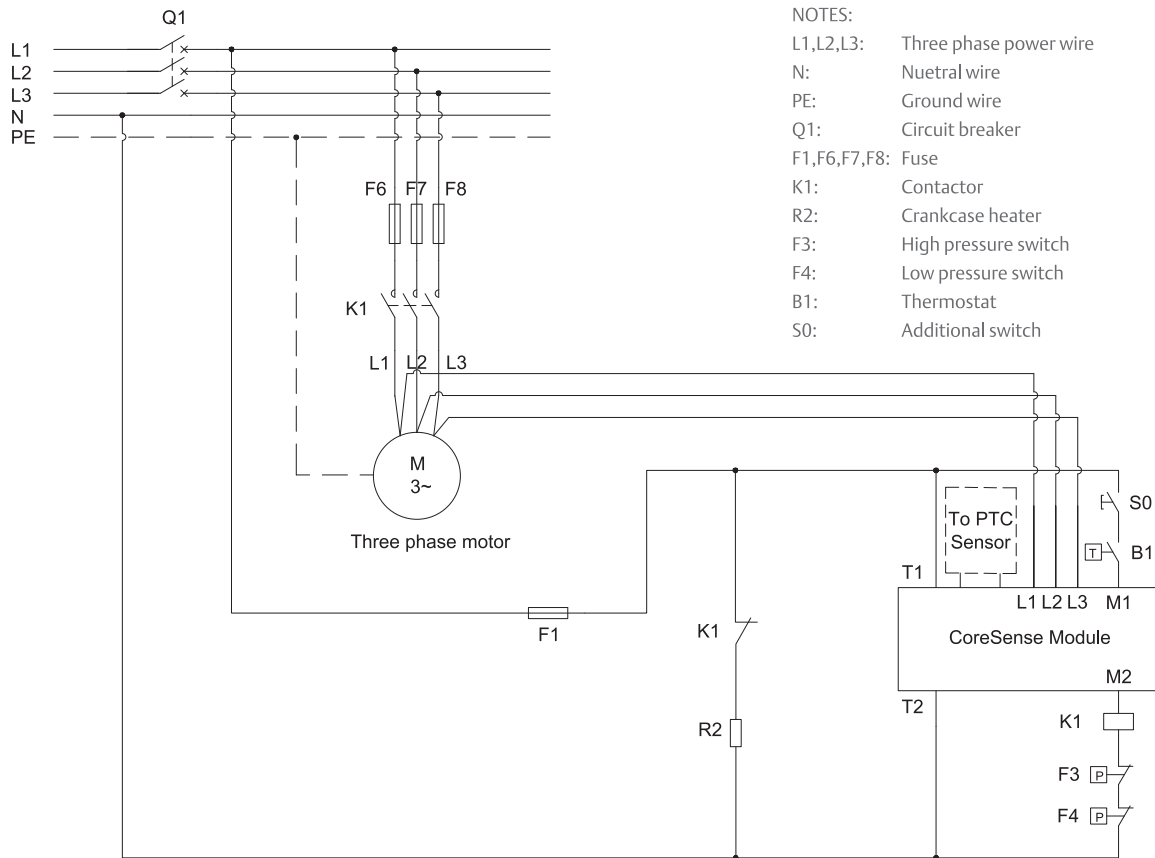 Q1
L1
L2
L3
N
PE
NOTES:
L1,L2,L3: Three phase power wire
N: Nuetral wire
PE: Ground wire
Q1: Circuit breaker
F1,F6,F7,F8: Fuse
K1: Contactor
R2: Crankcase heater
F3: High pressure switch
F4: Low pressure switch
B1: Thermostat
S0: Additional switch
F6 F7 F8
K1
L1 L2 L3
M
3~
Three phase motor
To PTC
Sensor
S0
T B1
T1
L1 L2 L3 M1
F1
K1
CoreSense Module
M2
T2
R2
K1
F3 P
F4 P